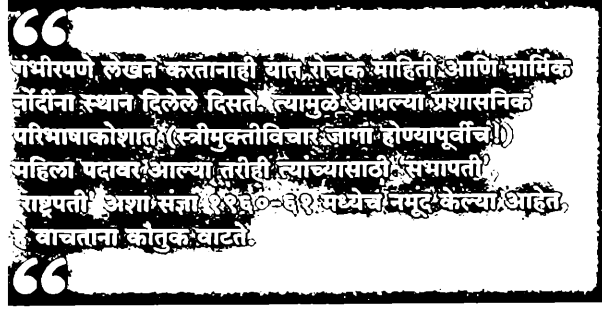 गंभीरपणे लेखन करतानाही यात रोचक माहिती आणि मार्मिक
नोंदींना स्थान दिलेले दिसते. त्यामुळे आपल्या प्रशासनिक
परिभाषाकोशात (स्त्रीमुक्तीविचार जागा होण्यापूर्वीच !)
महिला पदावर आल्या तरीही त्यांच्यासाठी 'सभापती',
'राष्ट्रपती' अशा संज्ञा १९६०-६१ मध्येच नमूद केल्या आहेत,
हे वाचताना कौतुक वाटते.